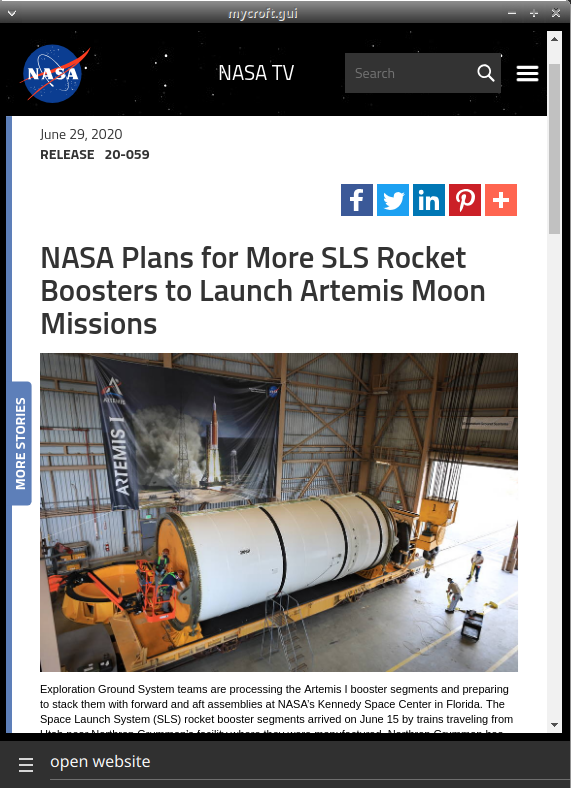 mycroft.gui
NASA
NASA TV
Search
June 29, 2020
RELEASE 20-059
NASA Plans for More SLS Rocket
Boosters to Launch Artemis Moon
Missions
MORE STORIES
ARTEMIS I
Exploration Ground System teams are processing the Artemis I booster segments and preparing
to stack them with forward and aft assemblies at NASA's Kennedy Space Center in Florida. The
Space Launch System (SLS) rocket booster segments arrived on June 15 by trains traveling from
open website